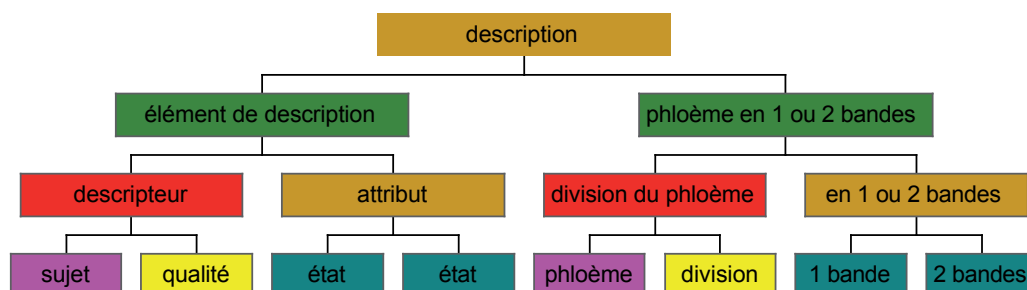 description
élément de description
phloème en 1 ou 2 bandes
descripteur
attribut
division du phloème
en 1 ou 2 bandes
sujet
qualité
état
état
phloème
division
1 bande
2 bandes